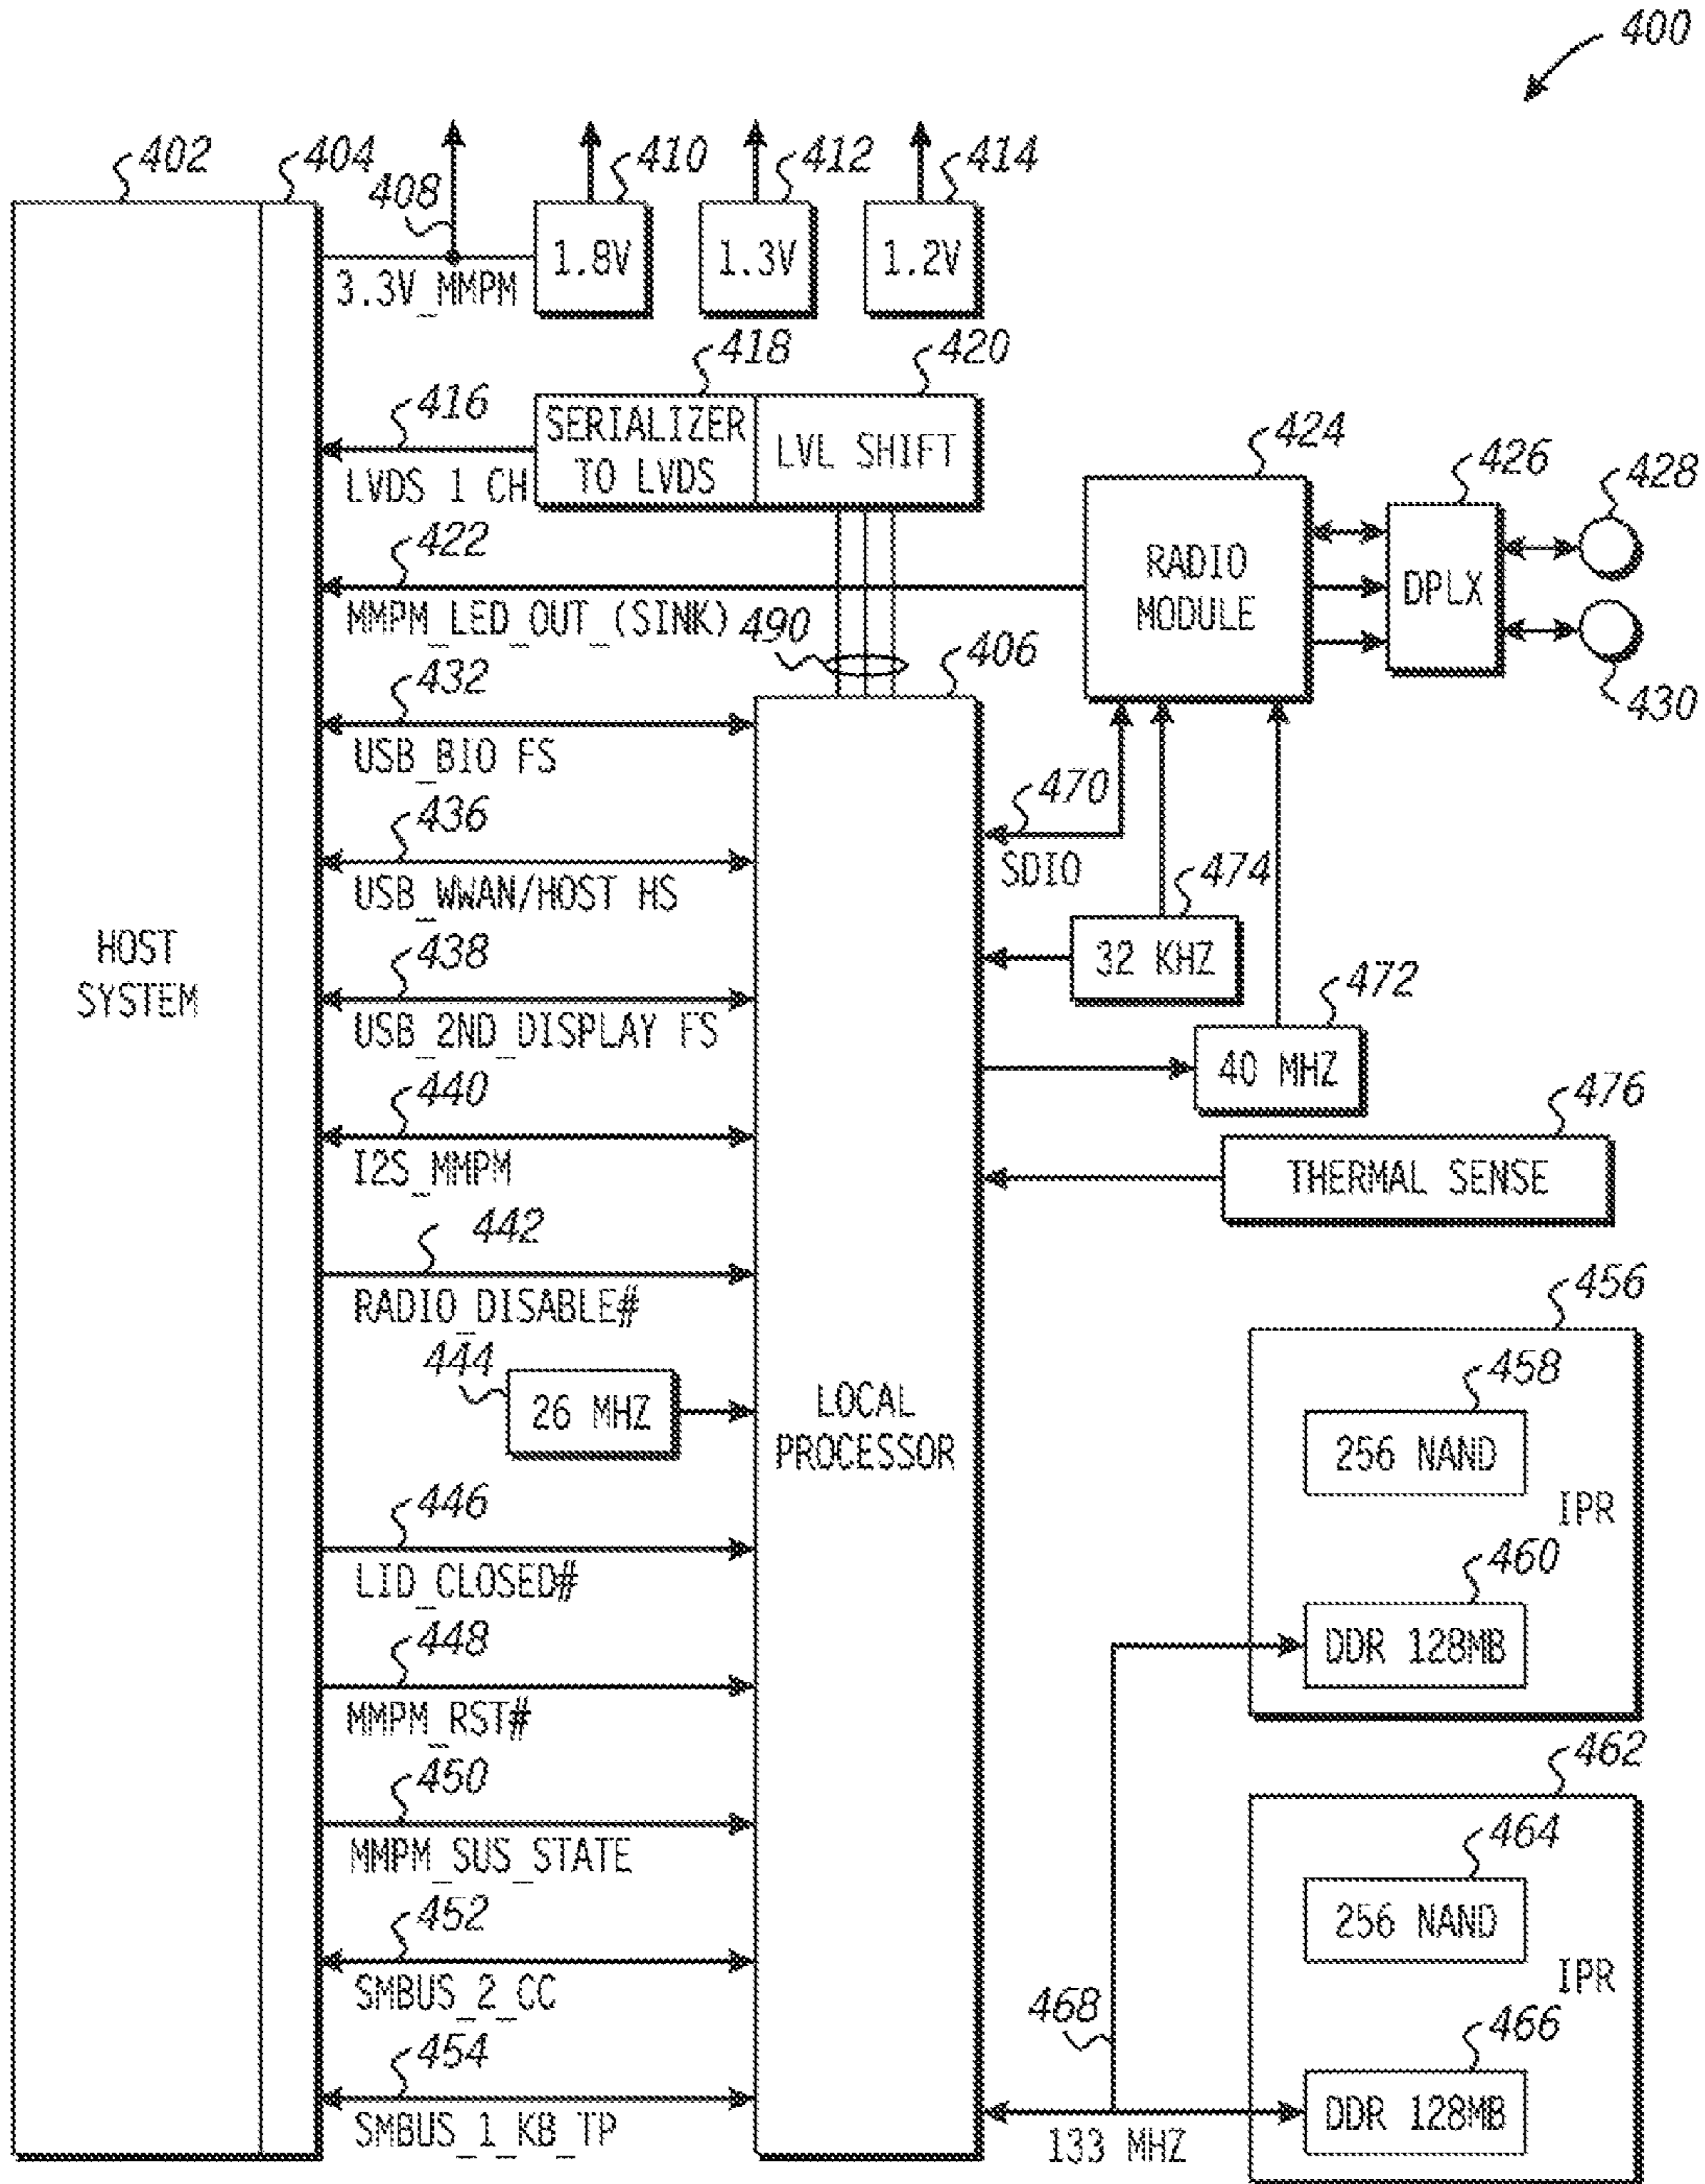 400
402
404
408
410
412
414
3.3V_MMPM
1.8V
1.3V
1.2V
416
418
420
LVDS 1 CH
SERIALIZER
TO LVDS
LVL SHIFT
422
MMPM_LED_OUT_(SINK)
490
406
424
RADIO
MODULE
426
DPLX
428
430
432
USB_BIO FS
436
USB_WWAN/HOST HS
438
USB_2ND_DISPLAY FS
440
I2S_MMPM
442
RADIO_DISABLE#
444
26 MHZ
446
LID_CLOSED#
448
MMPM_RST#
450
MMPM_SUS_STATE
452
SMBUS_2_CC
454
SMBUS_1_KB_TP
HOST
SYSTEM
LOCAL
PROCESSOR
470
SDIO
474
32 KHZ
472
40 MHZ
476
THERMAL SENSE
456
458
256 NAND
IPR
460
DDR 128MB
462
464
256 NAND
IPR
466
DDR 128MB
468
133 MHZ